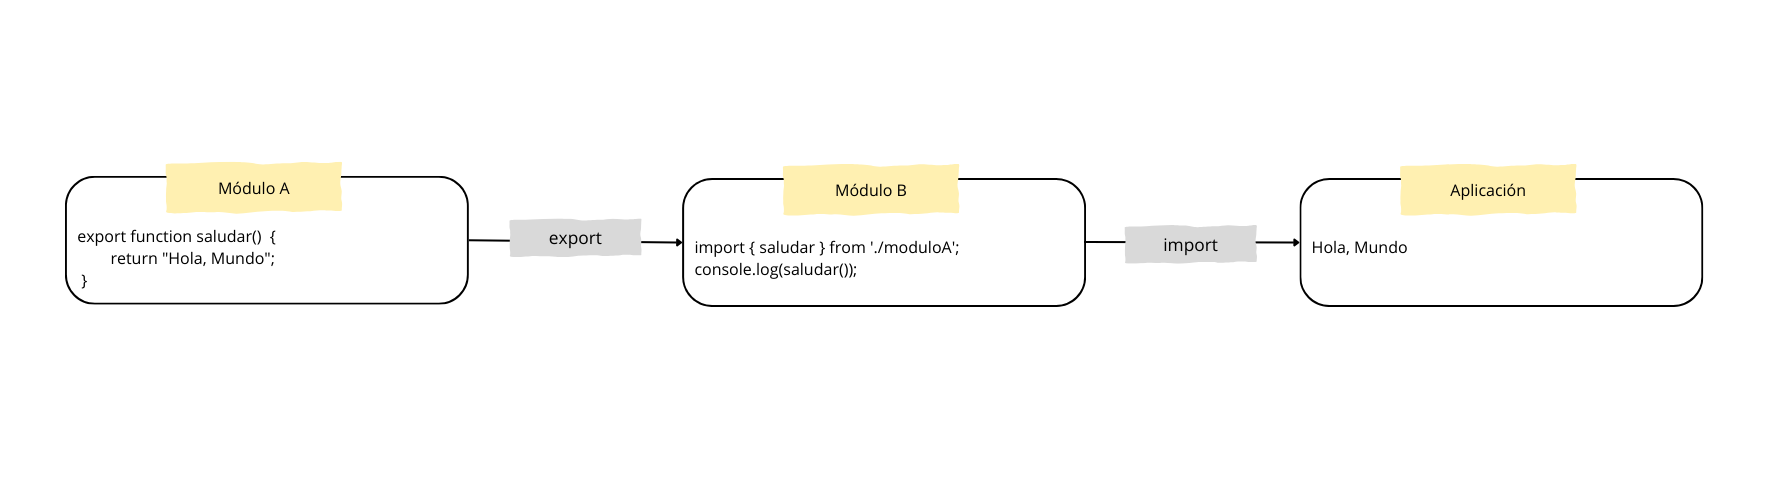 Módulo A
export function saludar()  {
return "Hola, Mundo";
}
export
Módulo B
import { saludar } from './moduloA';
console.log(saludar());
import
Aplicación
Hola, Mundo